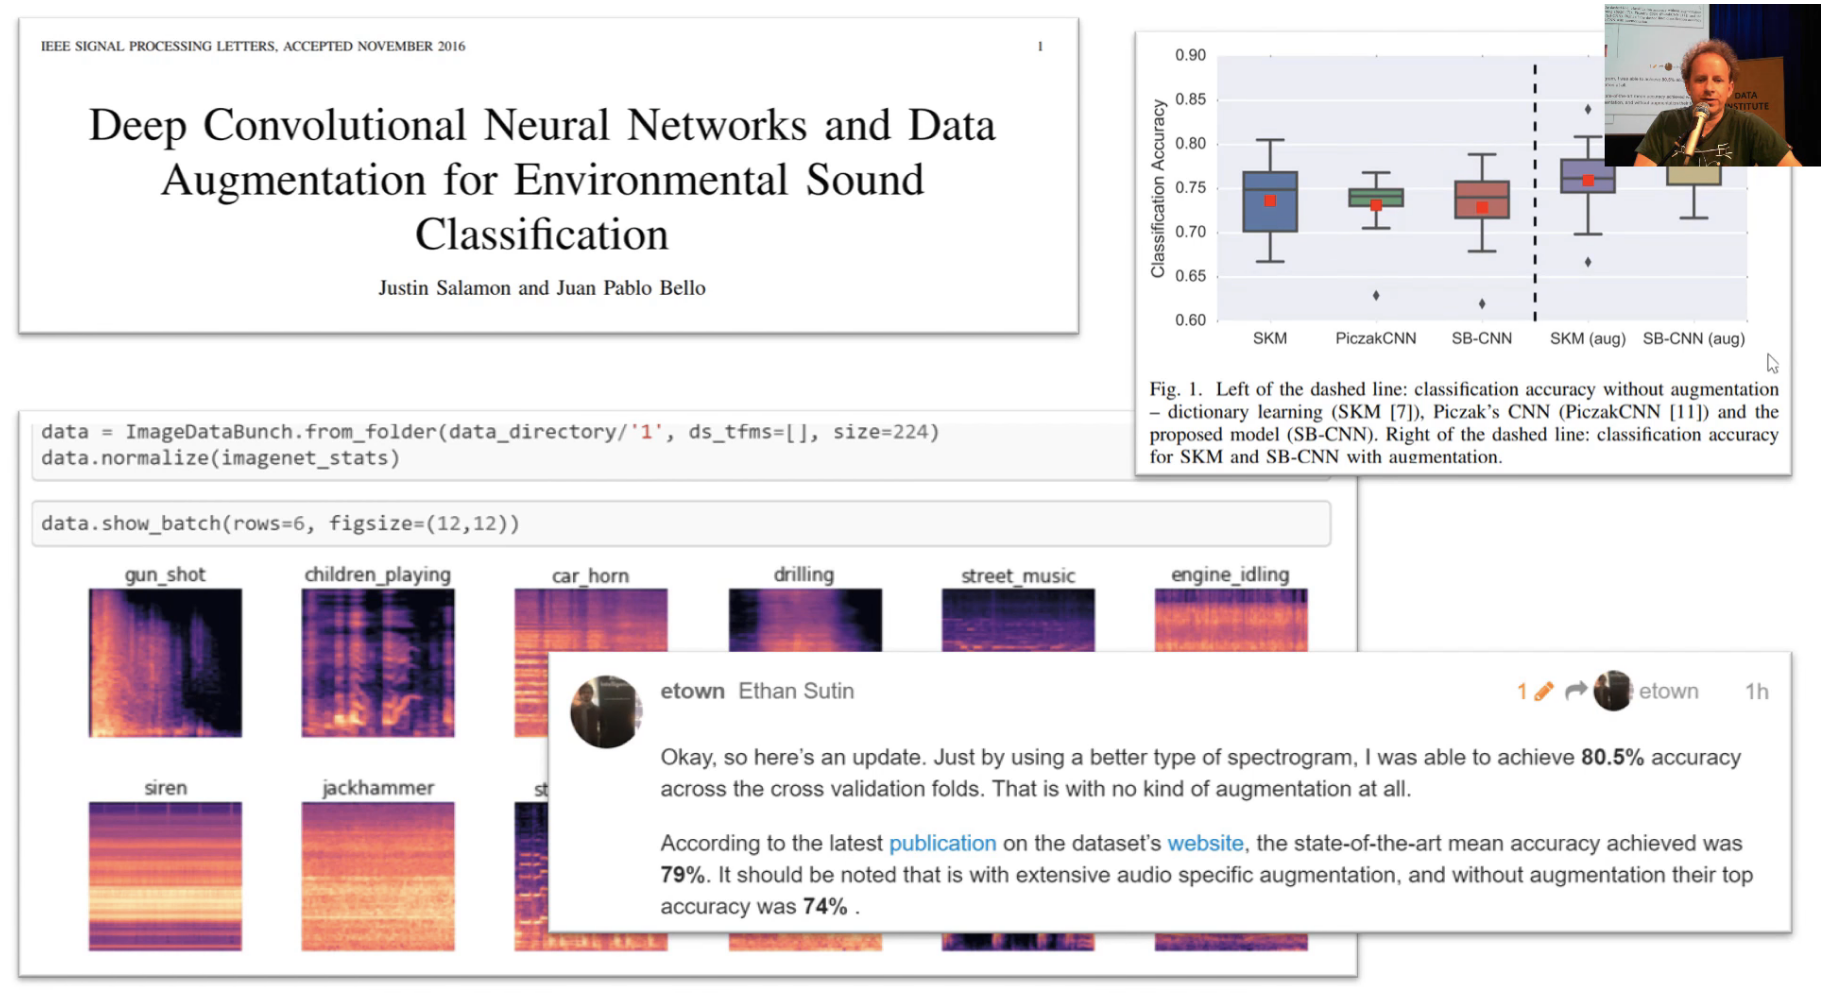 IEEE SIGNAL PROCESSING LETTERS, ACCEPTED NOVEMBER 2016 1
Deep Convolutional Neural Networks and Data
Augmentation for Environmental Sound
Classification
Justin Salamon and Juan Pablo Bello
Classification Accuracy
0.90
0.85
0.80
0.75
0.70
0.65
0.60
SKM PiczakCNN SB-CNN SKM (aug) SB-CNN (aug)
DATA
INSTITUTE
Fig. 1. Left of the dashed line: classification accuracy without augmentation
– dictionary learning (SKM [7]), Piczak's CNN (PiczakCNN [11]) and the
proposed model (SB-CNN). Right of the dashed line: classification accuracy
for SKM and SB-CNN with augmentation.
data = ImageDataBunch.from_folder(data_directory/'1', ds_tfms=[], size=224)
data.normalize(imagenet_stats)
data.show_batch(rows=6, figsize=(12,12))
gun_shot children_playing car_horn drilling street_music engine_idling
siren jackhammer st
etown Ethan Sutin 1 etown 1h
Okay, so here's an update. Just by using a better type of spectrogram, I was able to achieve 80.5% accuracy
across the cross validation folds. That is with no kind of augmentation at all.
According to the latest publication on the dataset's website, the state-of-the-art mean accuracy achieved was
79%. It should be noted that is with extensive audio specific augmentation, and without augmentation their top
accuracy was 74% .